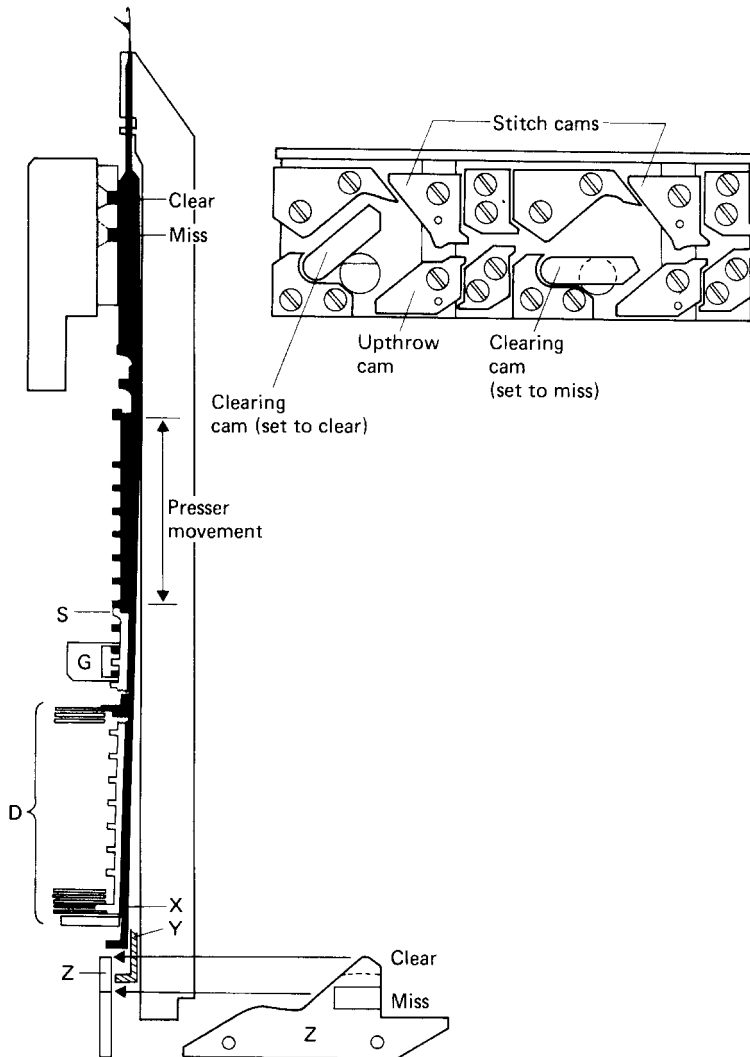 Stitch cams
Clear
Miss
Upthrow
cam
Clearing
cam
(set to miss)
Clearing
cam (set to clear)
Presser
movement
S
G
D
X
Y
Z
Clear
Miss
Z